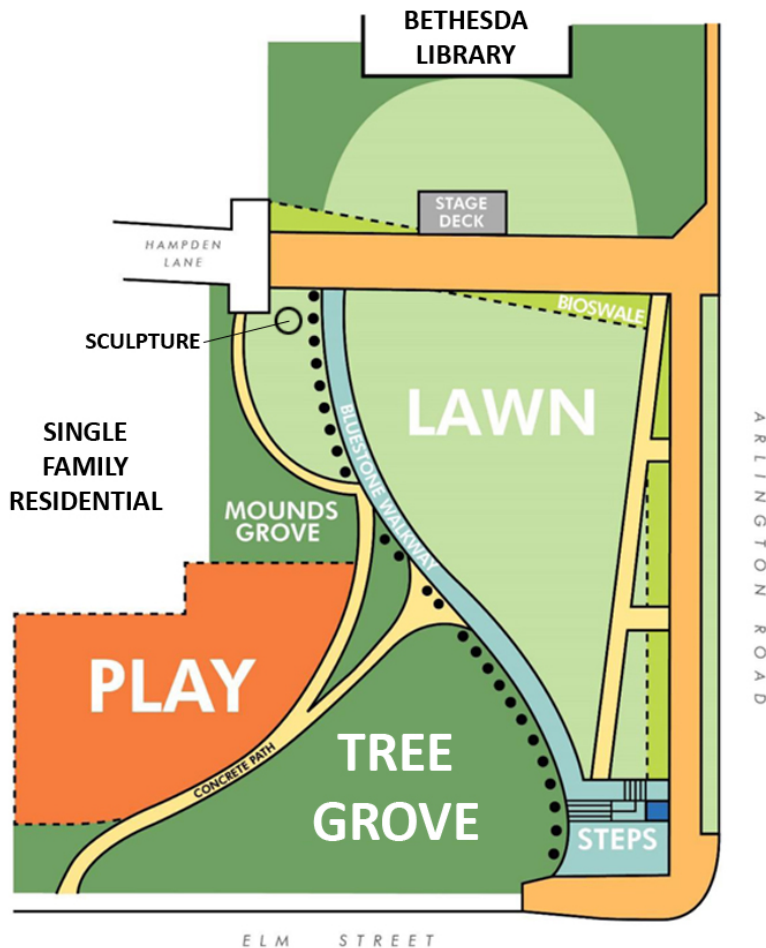 BETHESDA
LIBRARY
STAGE
DECK
HAMPDEN
LANE
BIOSWALE
SCULPTURE
LAWN
BLUESTONE WALKWAY
SINGLE
FAMILY
RESIDENTIAL
MOUNDS
GROVE
ARLINGTON ROAD
PLAY
TREE
GROVE
CONCRETE PATH
STEPS
ELM STREET